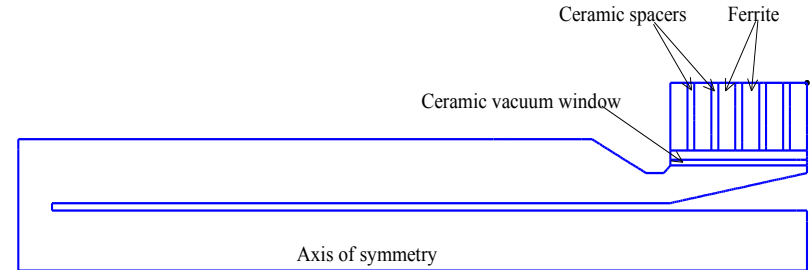 Ceramic spacers
Ferrite
Ceramic vacuum window
Axis of symmetry